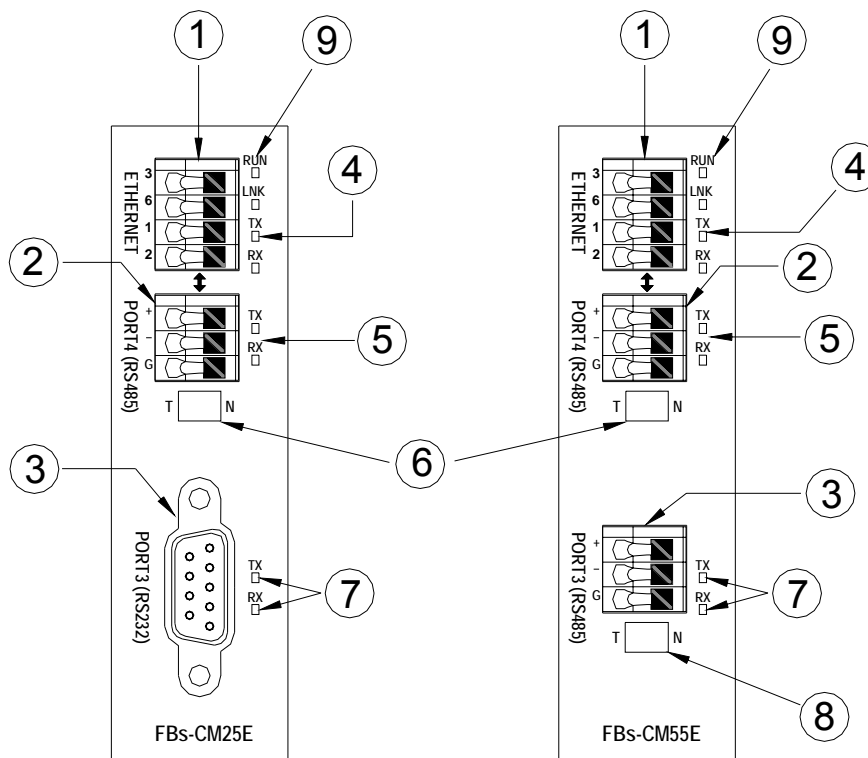 1
9
1
9
RUN
LNK
TX
RX
3
6
1
2
ETHERNET
4
2
+
−
G
PORT4 (RS485)
TX
RX
5
T
N
6
3
PORT3 (RS232)
TX
RX
7
FBs-CM25E
RUN
LNK
TX
RX
3
6
1
2
ETHERNET
4
2
+
−
G
PORT4 (RS485)
TX
RX
5
T
N
3
+
−
G
PORT3 (RS485)
TX
RX
7
T
N
8
FBs-CM55E